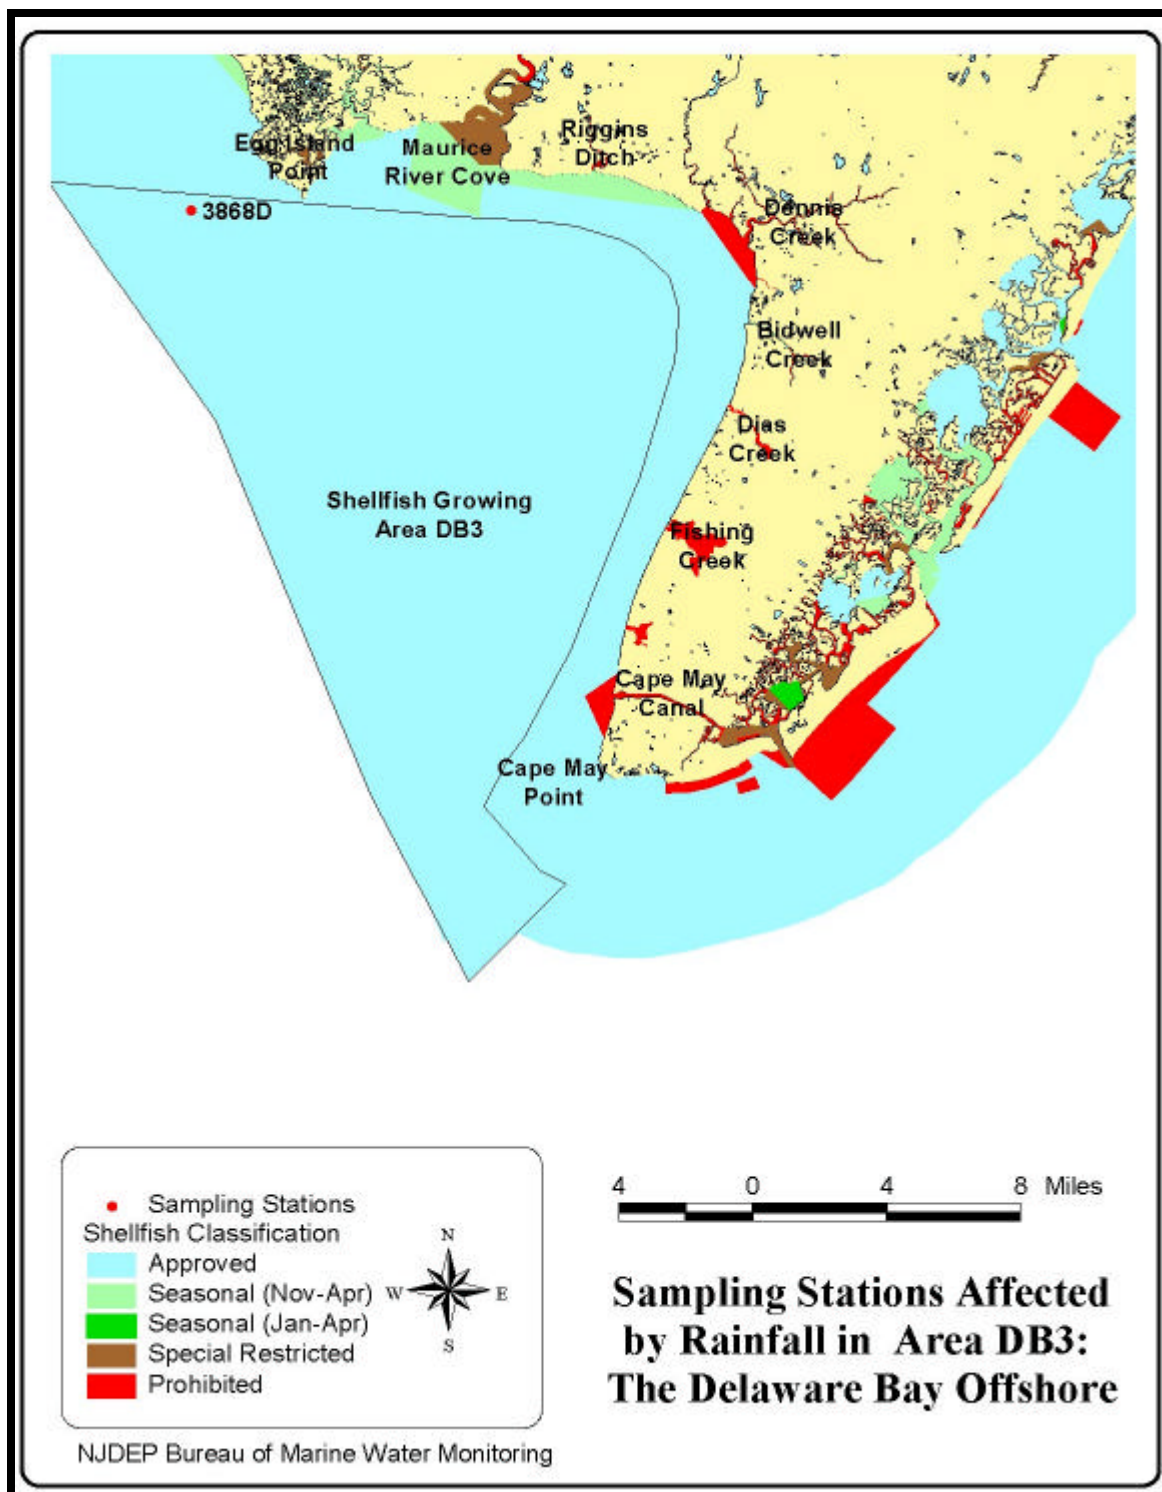 Egg Island
Point
Maurice
River Cove
Riggins
Ditch
3868D
Dennis
Creek
Bidwell
Creek
Dias
Creek
Shellfish Growing
Area DB3
Fishing
Creek
Cape May
Canal
Cape May
Point
Sampling Stations
Shellfish Classification
Approved
Seasonal (Nov-Apr)
Seasonal (Jan-Apr)
Special Restricted
Prohibited
N
W E
S
4 0 4 8 Miles
Sampling Stations Affected
by Rainfall in Area DB3:
The Delaware Bay Offshore
NJDEP Bureau of Marine Water Monitoring